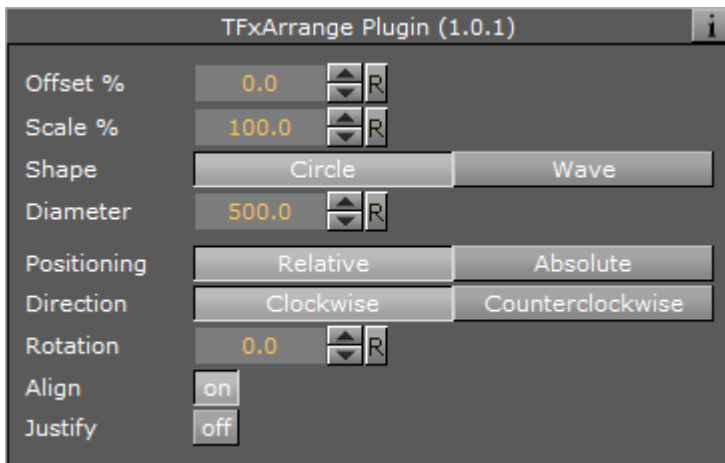 TFxArrange Plugin (1.0.1) i
Offset % 0.0 R
Scale % 100.0 R
Shape Circle Wave
Diameter 500.0 R
Positioning Relative Absolute
Direction Clockwise Counterclockwise
Rotation 0.0 R
Align on
Justify off